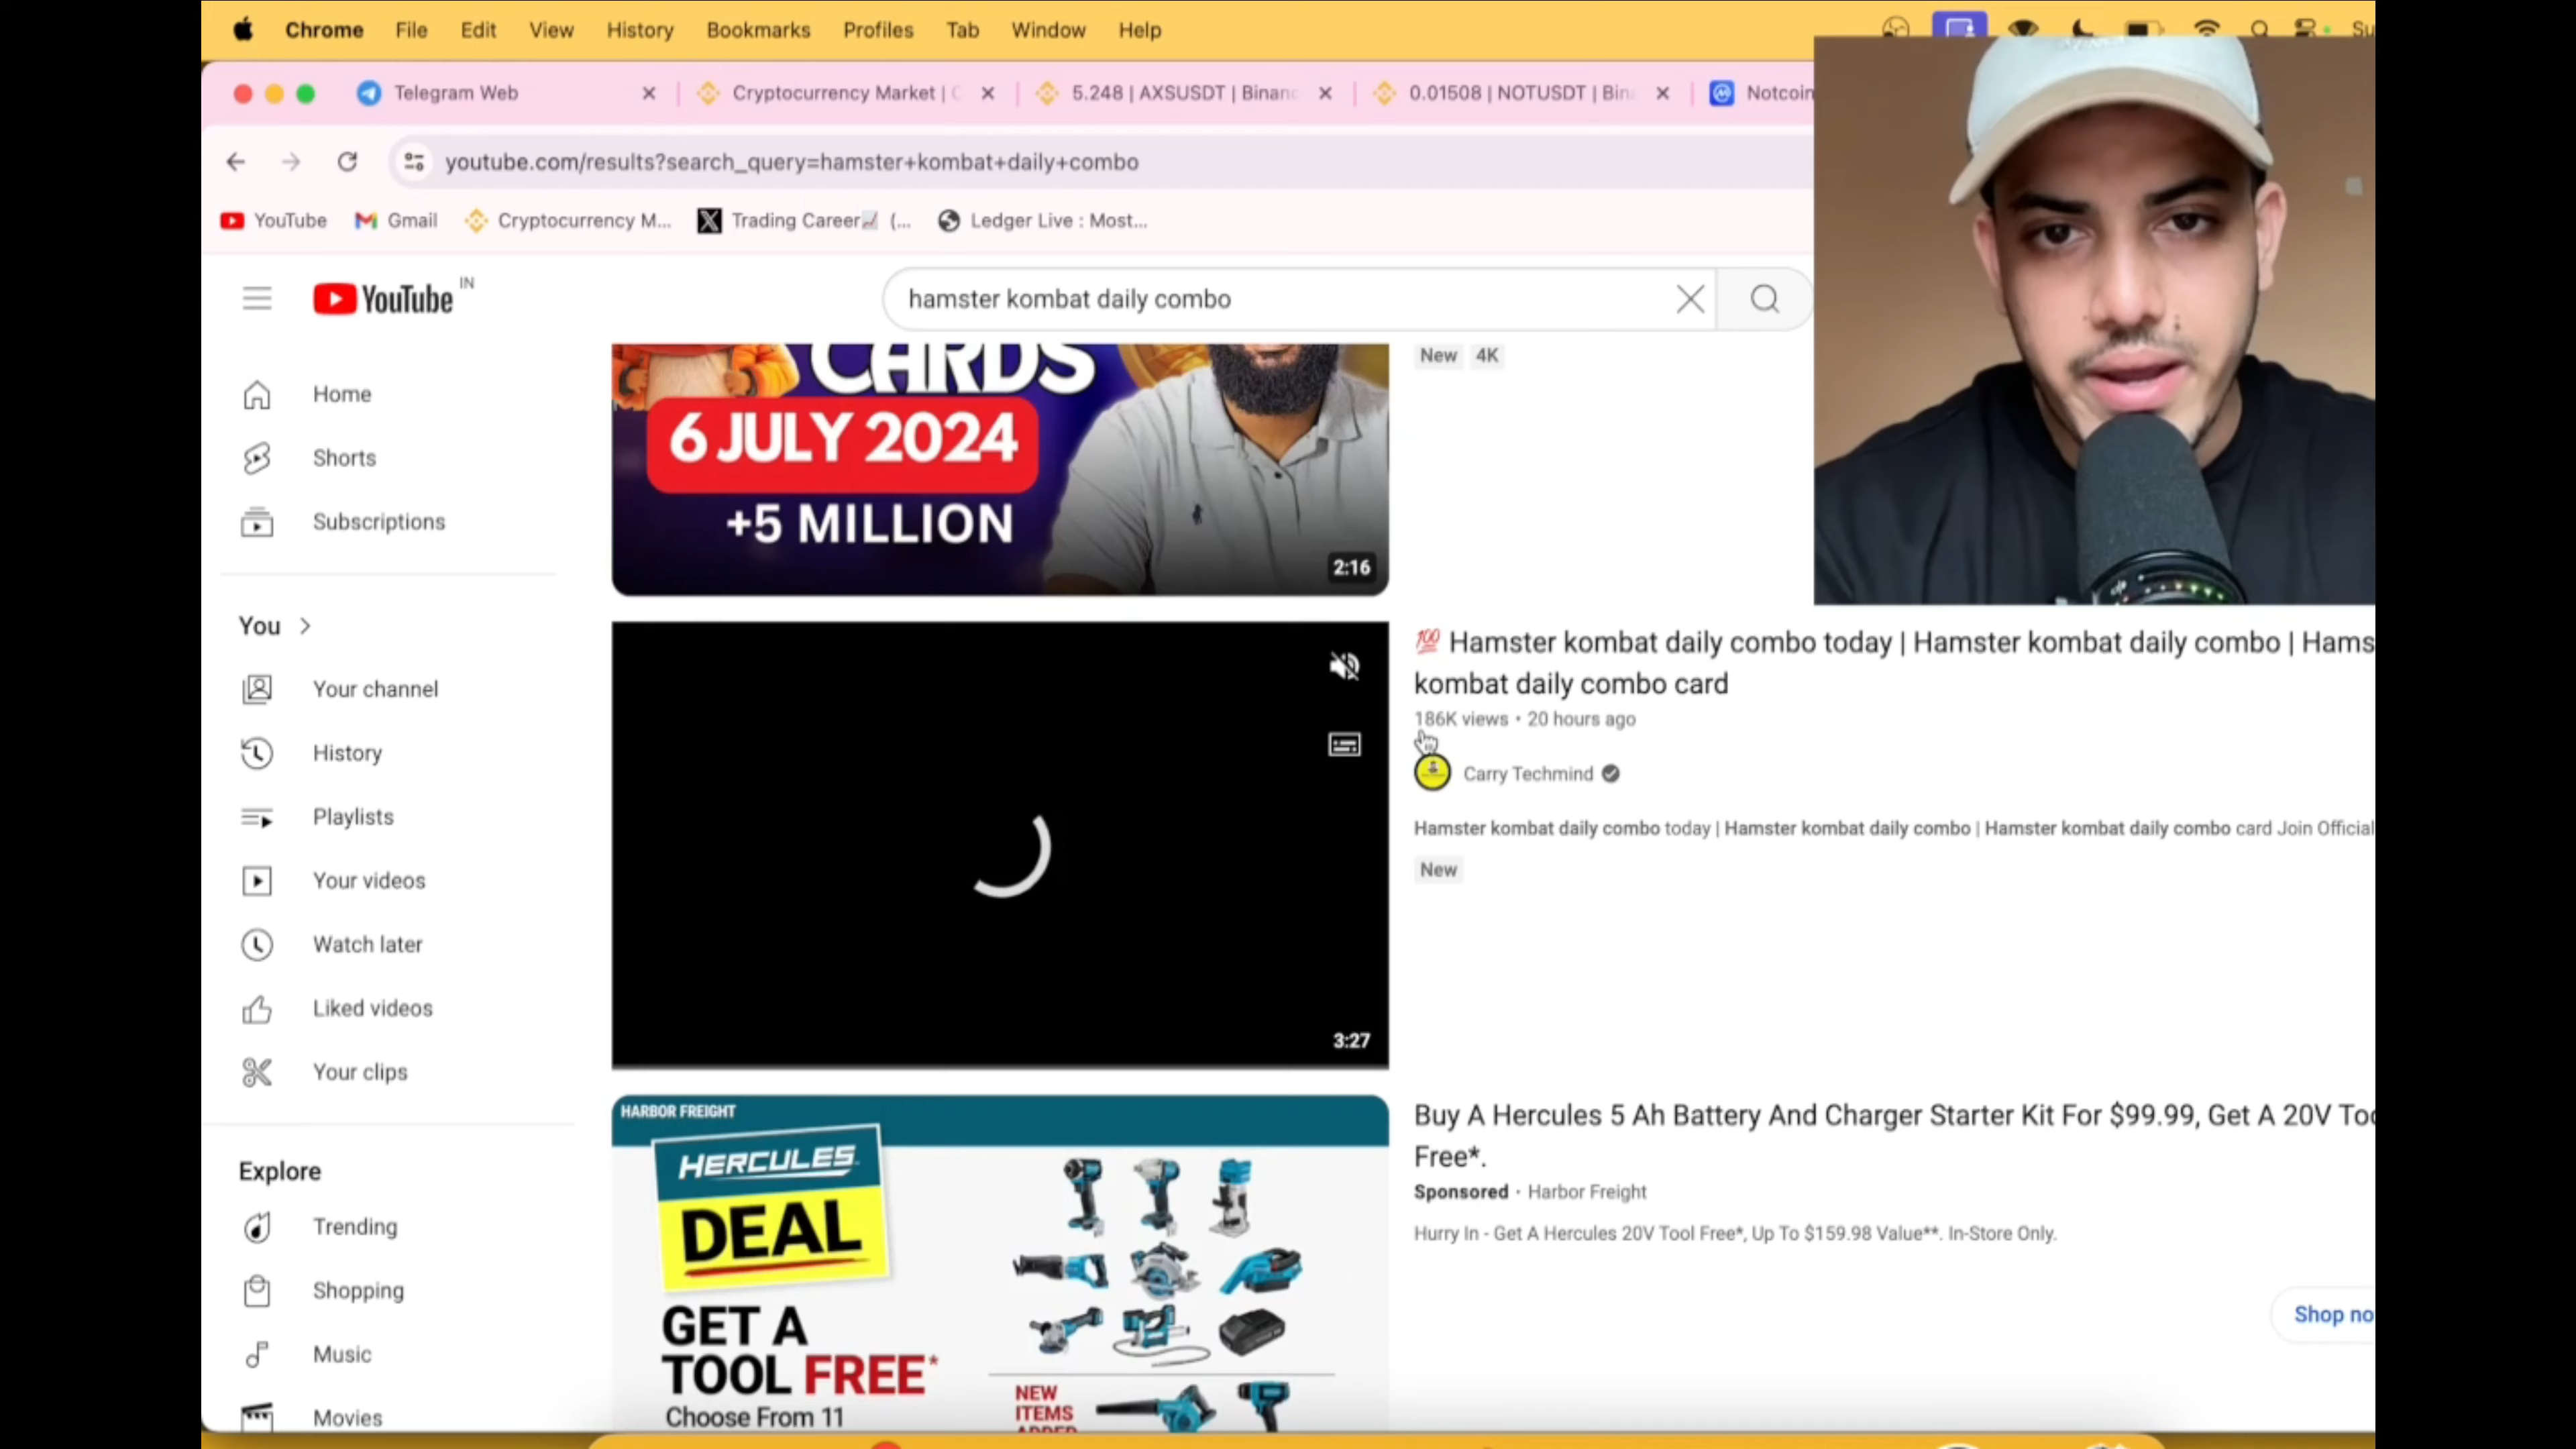 Chrome File Edit View History Bookmarks Profiles Tab Window Help
Telegram Web
Cryptocurrency Market |
5.248 | AXSUSDT | Binanc
0.01508 | NOTUSDT | Bin
Notcoin
youtube.com/results?search_query=hamster+kombat+daily+combo
YouTube
Gmail
Cryptocurrency M...
Trading Career📈 (...
Ledger Live : Most...
YouTube IN
hamster kombat daily combo
Home
Shorts
Subscriptions
You
Your channel
History
Playlists
Your videos
Watch later
Liked videos
Your clips
Explore
Trending
Shopping
Music
Movies
CARDS
6 JULY 2024
+5 MILLION
2:16
New 4K
3:27
💯 Hamster kombat daily combo today | Hamster kombat daily combo | Hams
kombat daily combo card
186K views • 20 hours ago
Carry Techmind
Hamster kombat daily combo today | Hamster kombat daily combo | Hamster kombat daily combo card Join Official
New
HARBOR FREIGHT
HERCULES
DEAL
GET A
TOOL FREE*
Choose From 11
NEW
ITEMS
ADDED
Buy A Hercules 5 Ah Battery And Charger Starter Kit For $99.99, Get A 20V Too
Free*.
Sponsored · Harbor Freight
Hurry In - Get A Hercules 20V Tool Free*, Up To $159.98 Value**. In-Store Only.
Shop no